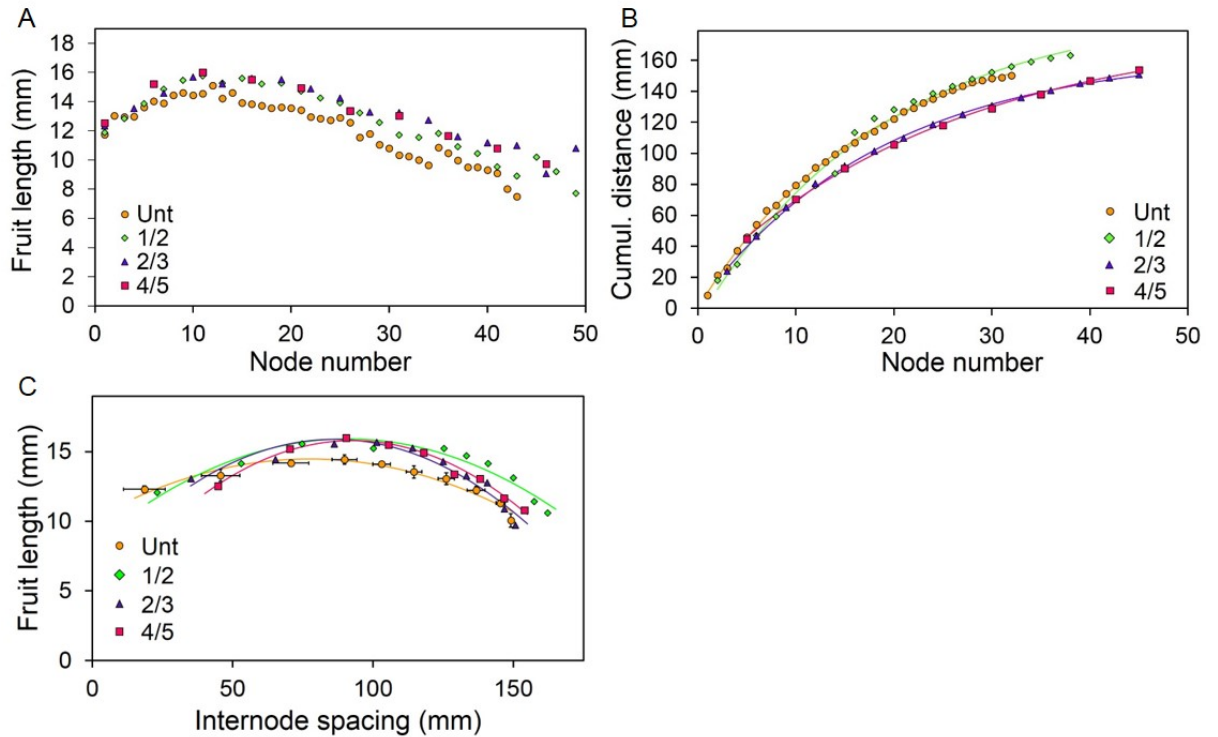 A
Fruit length (mm)
18
16
14
12
10
8
6
4
2
0
Unt
1/2
2/3
4/5
0 10 20 30 40 50
Node number
B
Cumul. distance (mm)
160
140
120
100
80
60
40
20
0
Unt
1/2
2/3
4/5
0 10 20 30 40 50
Node number
C
Fruit length (mm)
15
10
5
0
Unt
1/2
2/3
4/5
0 50 100 150
Internode spacing (mm)